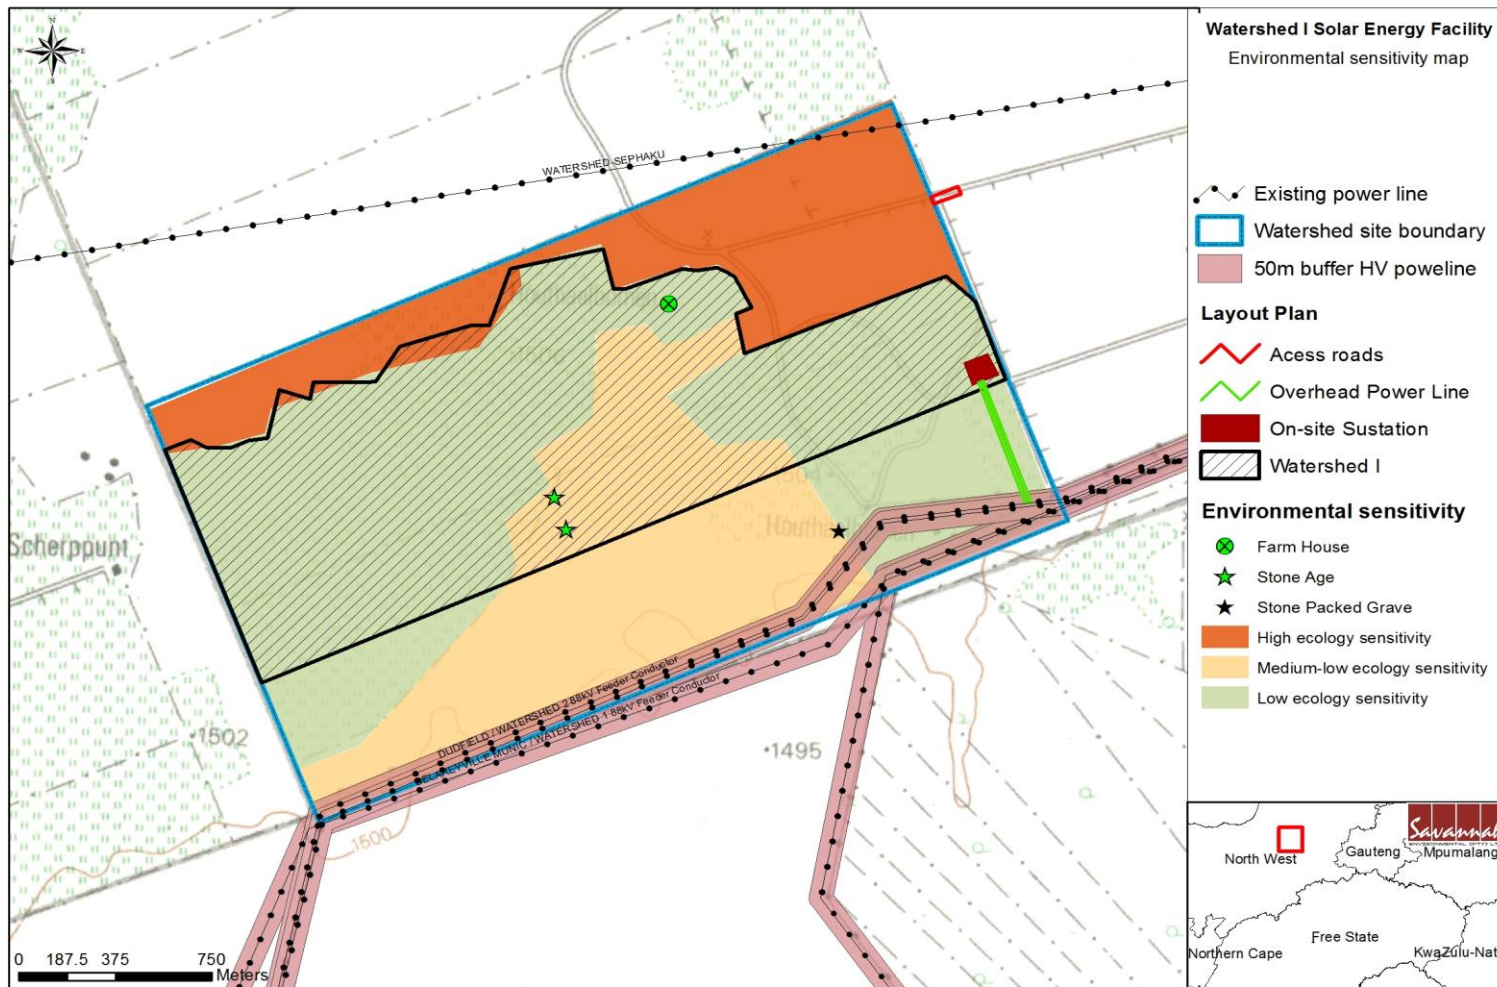 N
W
E
S
WATERSHED-SEPHAKU
Scherppunt
1502
1500
1495
DUDFIELD / WATERSHED 2 88kV Feeder Conductor
DELAREYVILLE MUNIC / WATERSHED 1 88kV Feeder Conductor
0 187.5 375 750
Meters
Watershed I Solar Energy Facility
Environmental sensitivity map
Existing power line
Watershed site boundary
50m buffer HV poweline
Layout Plan
Acess roads
Overhead Power Line
On-site Sustation
Watershed I
Environmental sensitivity
Farm House
Stone Age
Stone Packed Grave
High ecology sensitivity
Medium-low ecology sensitivity
Low ecology sensitivity
Savannah
North West
Gauteng
Mpumalang
Free State
Northern Cape
KwaZulu-Nat